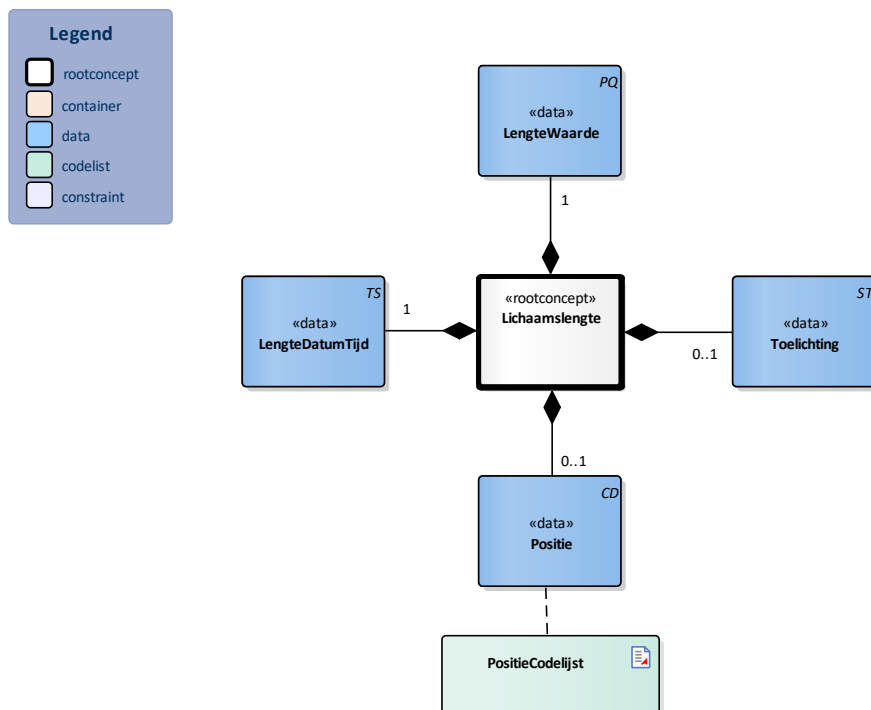 Legend
rootconcept
container
data
codelist
constraint
PQ
«data»
LengteWaarde
1
TS
«data»
LengteDatumTijd
1
«rootconcept»
Lichaamslengte
ST
«data»
Toelichting
0..1
0..1
CD
«data»
Positie
PositieCodelijst